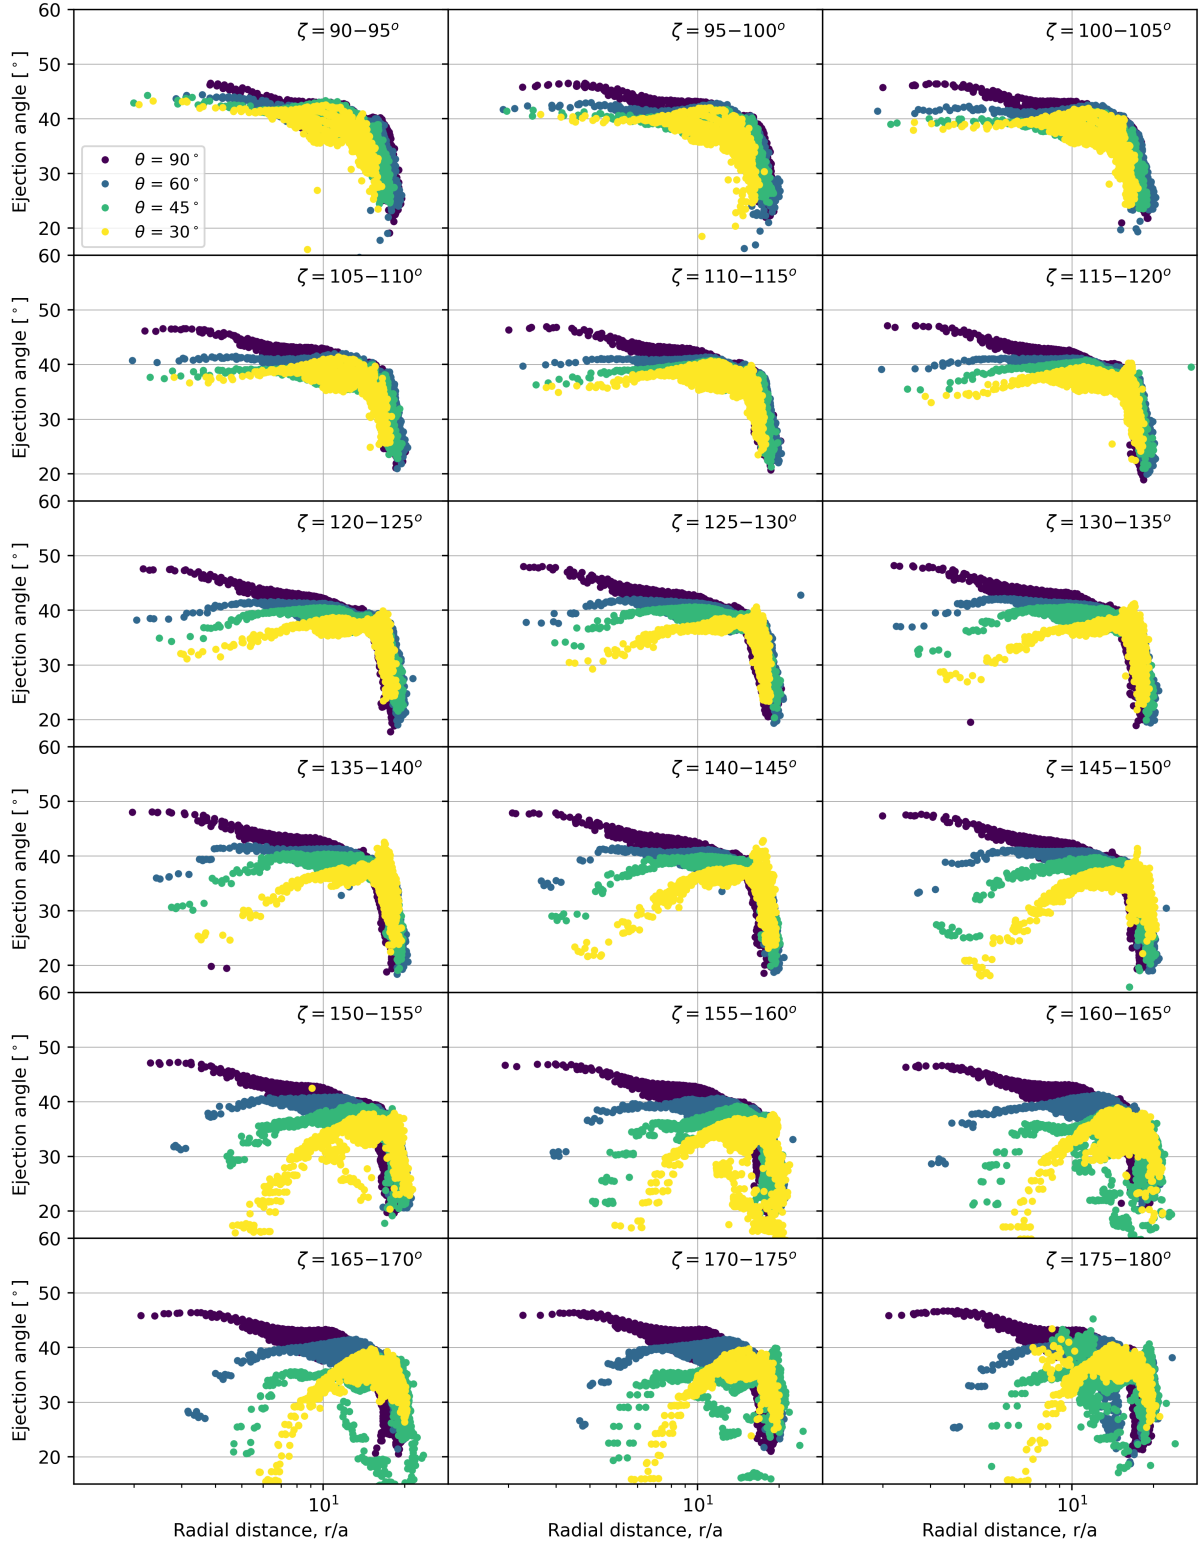 ζ = 90−95°
ζ = 95−100°
ζ = 100−105°
60
50
40
30
20
Ejection angle [°]
θ = 90°
θ = 60°
θ = 45°
θ = 30°
ζ = 105−110°
ζ = 110−115°
ζ = 115−120°
60
50
40
30
20
Ejection angle [°]
ζ = 120−125°
ζ = 125−130°
ζ = 130−135°
60
50
40
30
20
Ejection angle [°]
ζ = 135−140°
ζ = 140−145°
ζ = 145−150°
60
50
40
30
20
Ejection angle [°]
ζ = 150−155°
ζ = 155−160°
ζ = 160−165°
60
50
40
30
20
Ejection angle [°]
ζ = 165−170°
ζ = 170−175°
ζ = 175−180°
60
50
40
30
20
Ejection angle [°]
10¹
10¹
10¹
Radial distance, r/a
Radial distance, r/a
Radial distance, r/a